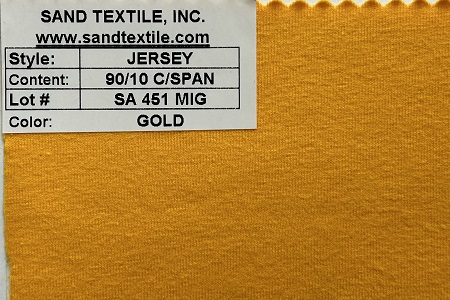 SAND TEXTILE, INC.
www.sandtextile.com
Style: JERSEY
Content: 90/10 C/SPAN
Lot # SA 451 MIG
Color: GOLD